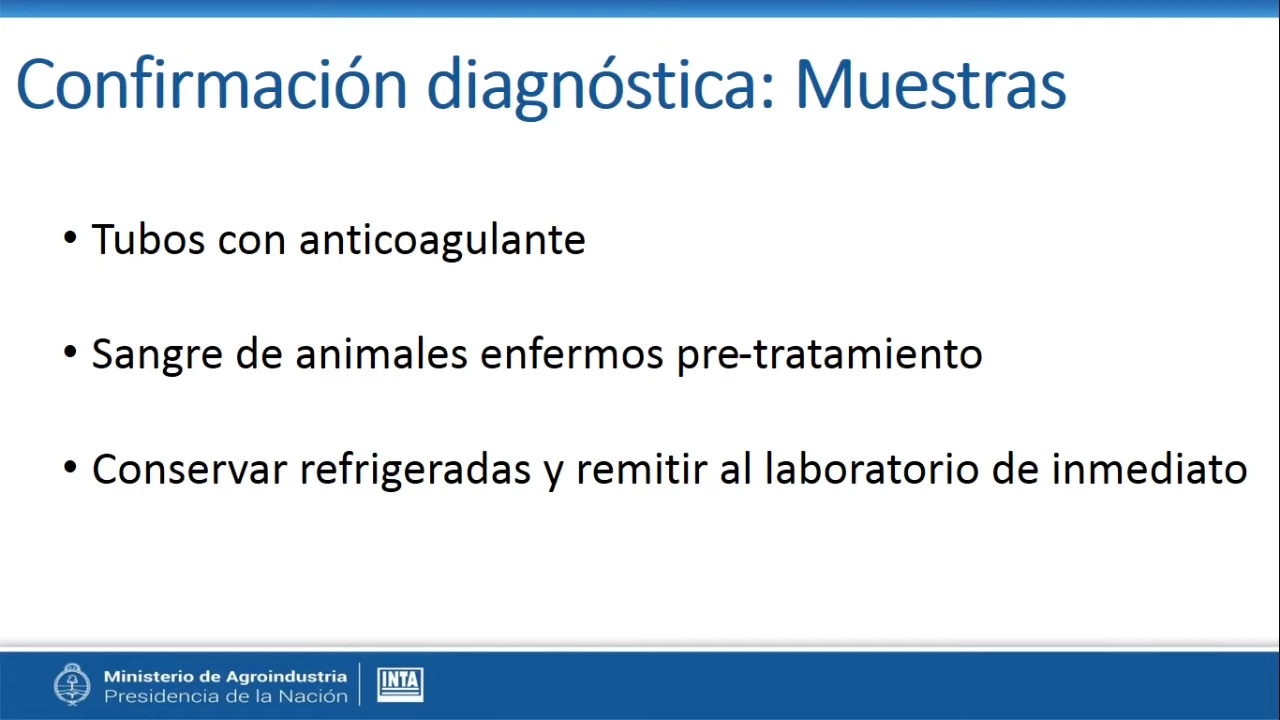 Confirmación diagnóstica: Muestras
• Tubos con anticoagulante
• Sangre de animales enfermos pre-tratamiento
• Conservar refrigeradas y remitir al laboratorio de inmediato
Ministerio de Agroindustria
Presidencia de la Nación
INTA